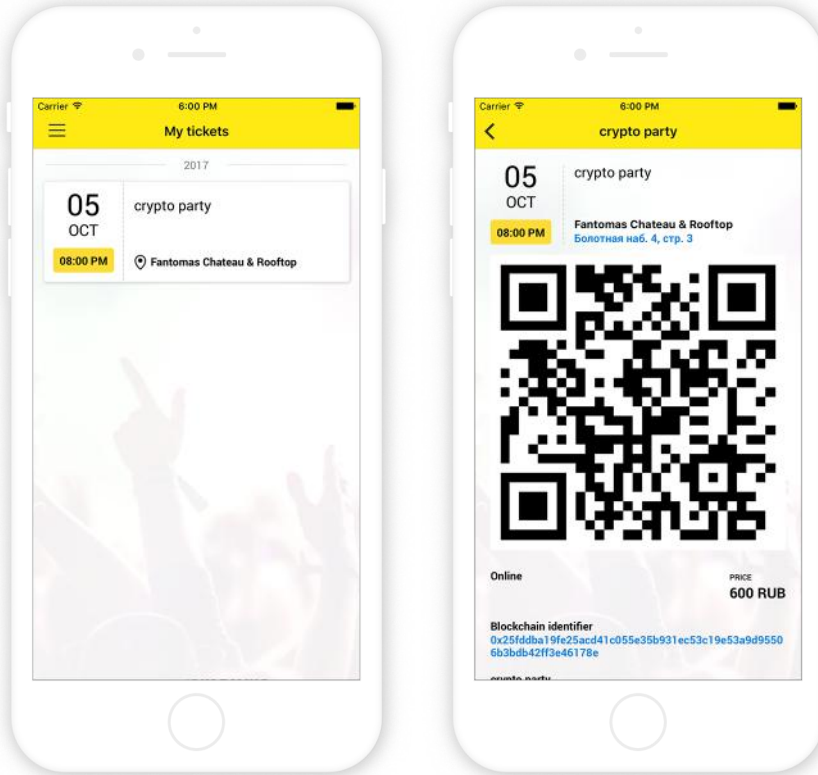 Carrier 6:00 PM
My tickets
2017
05
OCT
08:00 PM
crypto party
Fantomas Chateau & Rooftop
Carrier 6:00 PM
crypto party
05
OCT
08:00 PM
crypto party
Fantomas Chateau & Rooftop
Болотная наб. 4, стр. 3
Online
PRICE
600 RUB
Blockchain identifier
0x25fddba19fe25acd41c055e35b931ec53c19e53a9d9550
6b3bdb42ff3e46178e
crypto party